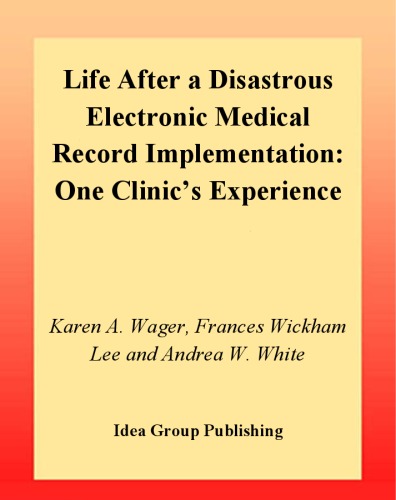 Life After a Disastrous
Electronic Medical
Record Implementation:
One Clinic’s Experience
Karen A. Wager, Frances Wickham
Lee and Andrea W. White
Idea Group Publishing